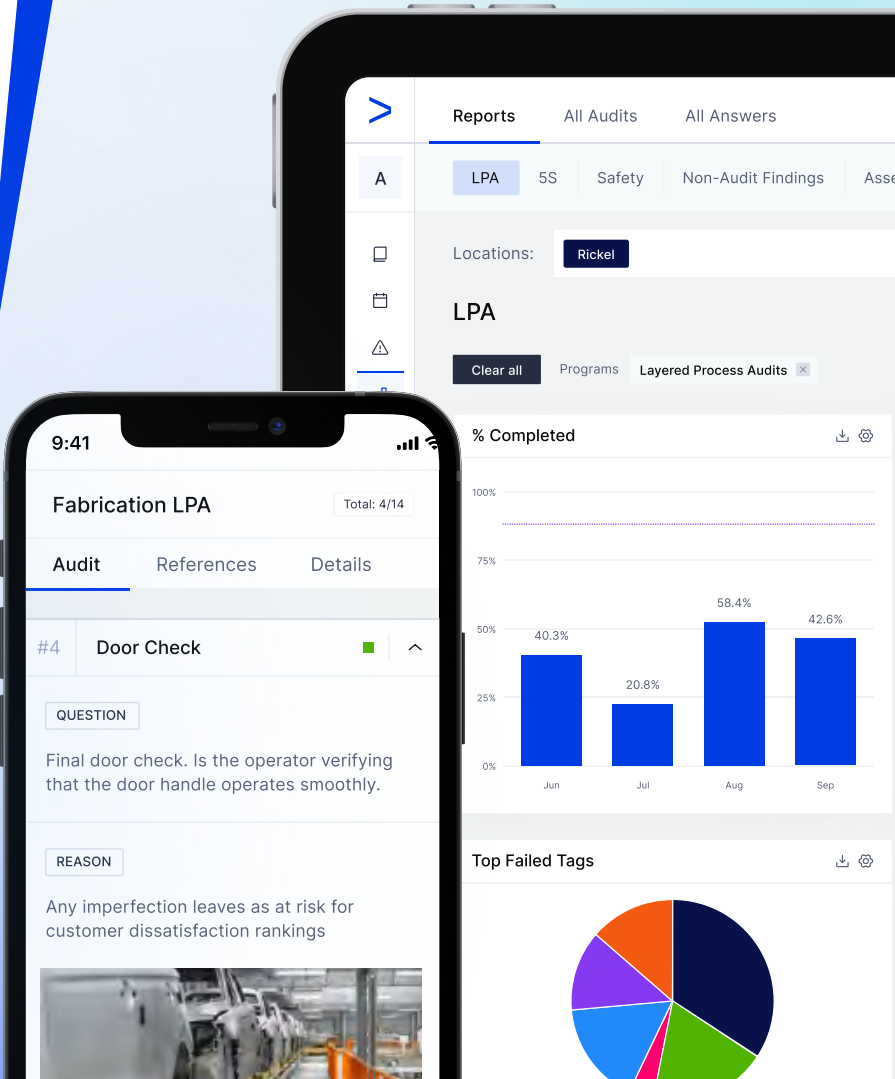 Reports
All Audits
All Answers
A
LPA
5S
Safety
Non-Audit Findings
Asse
Locations:
Rickel
LPA
Clear all
Programs
Layered Process Audits
% Completed
100%
75%
50%
25%
0%
40.3%
20.8%
58.4%
42.6%
Jun
Jul
Aug
Sep
Top Failed Tags
9:41
Fabrication LPA
Total: 4/14
Audit
References
Details
#4
Door Check
QUESTION
Final door check. Is the operator verifying
that the door handle operates smoothly.
REASON
Any imperfection leaves as at risk for
customer dissatisfaction rankings